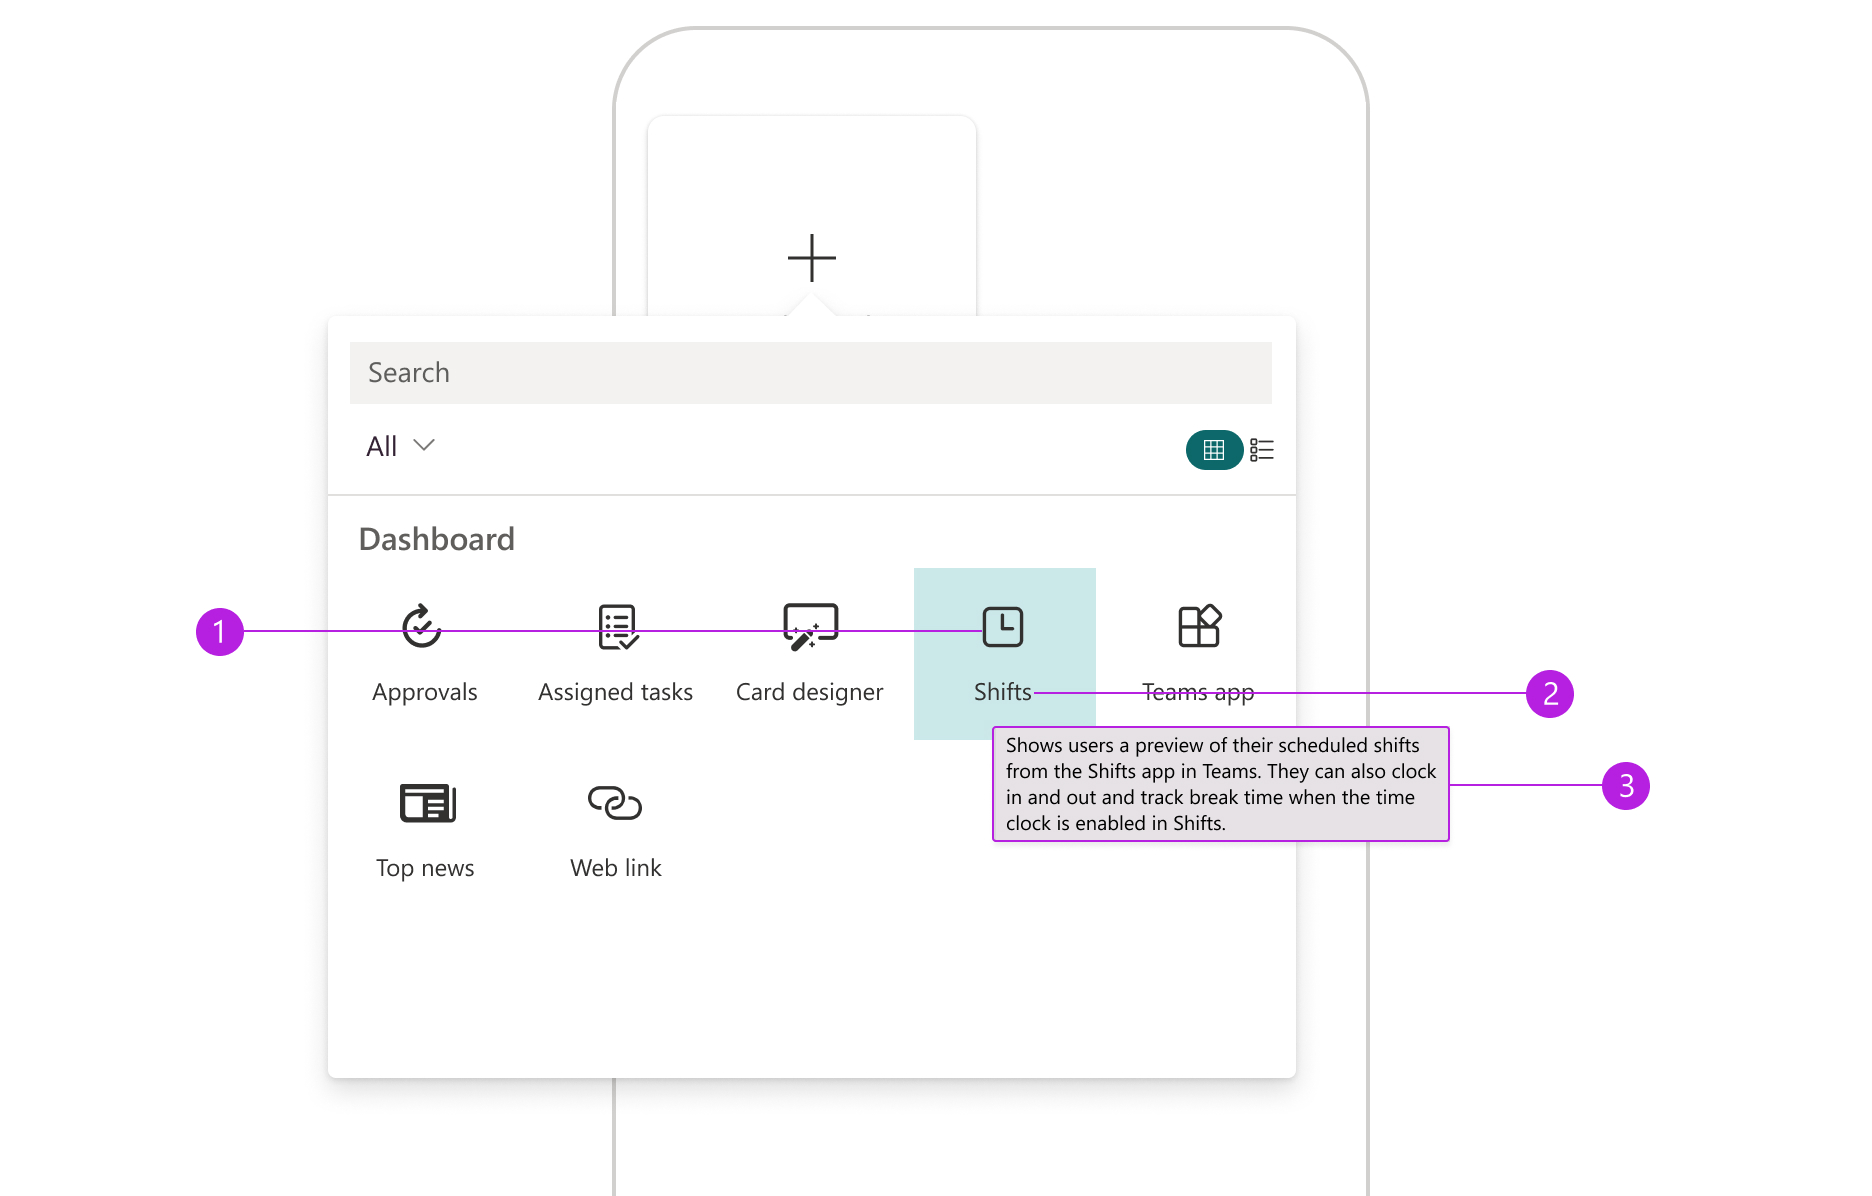 Search
All
Dashboard
1
Approvals
Assigned tasks
Card designer
Shifts
Teams app
2
Shows users a preview of their scheduled shifts
from the Shifts app in Teams. They can also clock
in and out and track break time when the time
clock is enabled in Shifts.
3
Top news
Web link